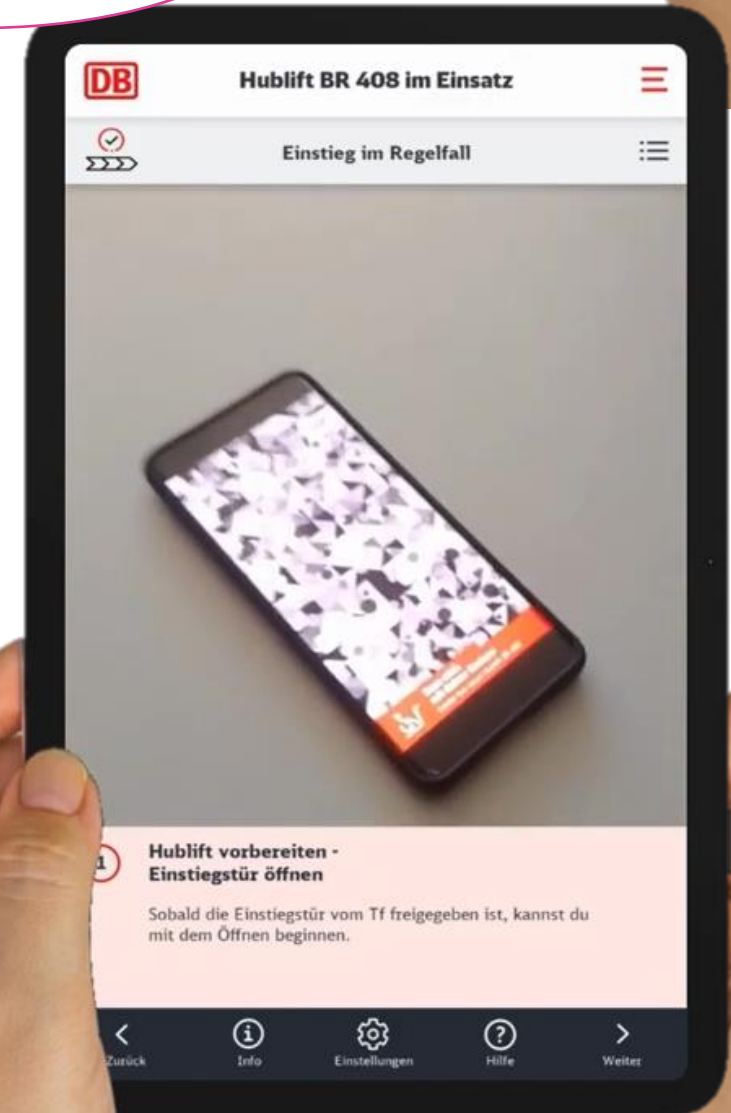 DB
Hublift BR 408 im Einsatz
Einstieg im Regelfall
1
Hublift vorbereiten -
Einstiegstür öffnen
Sobald die Einstiegstür vom Tf freigegeben ist, kannst du
mit dem Öffnen beginnen.
Zurück
Info
Einstellungen
Hilfe
Weiter